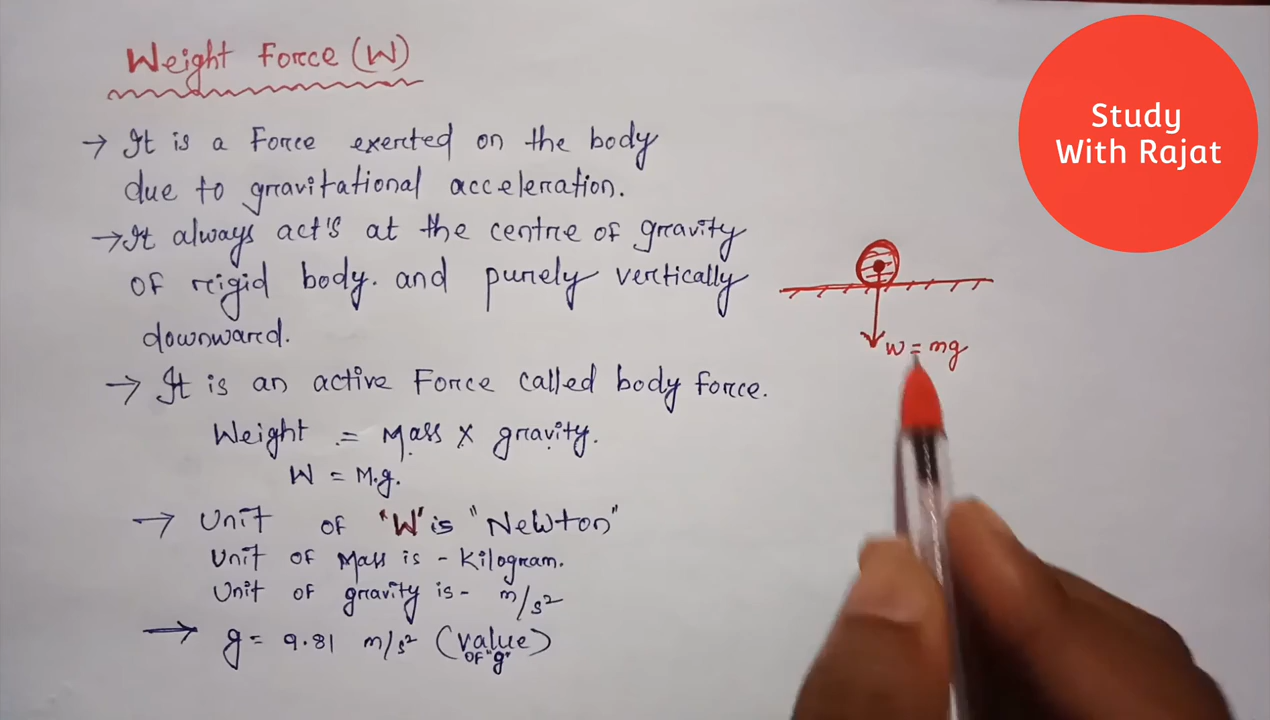 Weight Force (W)
→ It is a Force exerted on the body
due to gravitational acceleration.
→ It always act's at the centre of gravity
of rigid body. and purely vertically
downward.
→ It is an active Force called body force.
Weight = Mass × gravity.
W = M.g.
→ Unit of "W" is "Newton"
Unit of Mass is - Kilogram.
Unit of gravity is - m/s²
→ g = 9.81 m/s² (value
of "g")
W = mg
Study
With Rajat